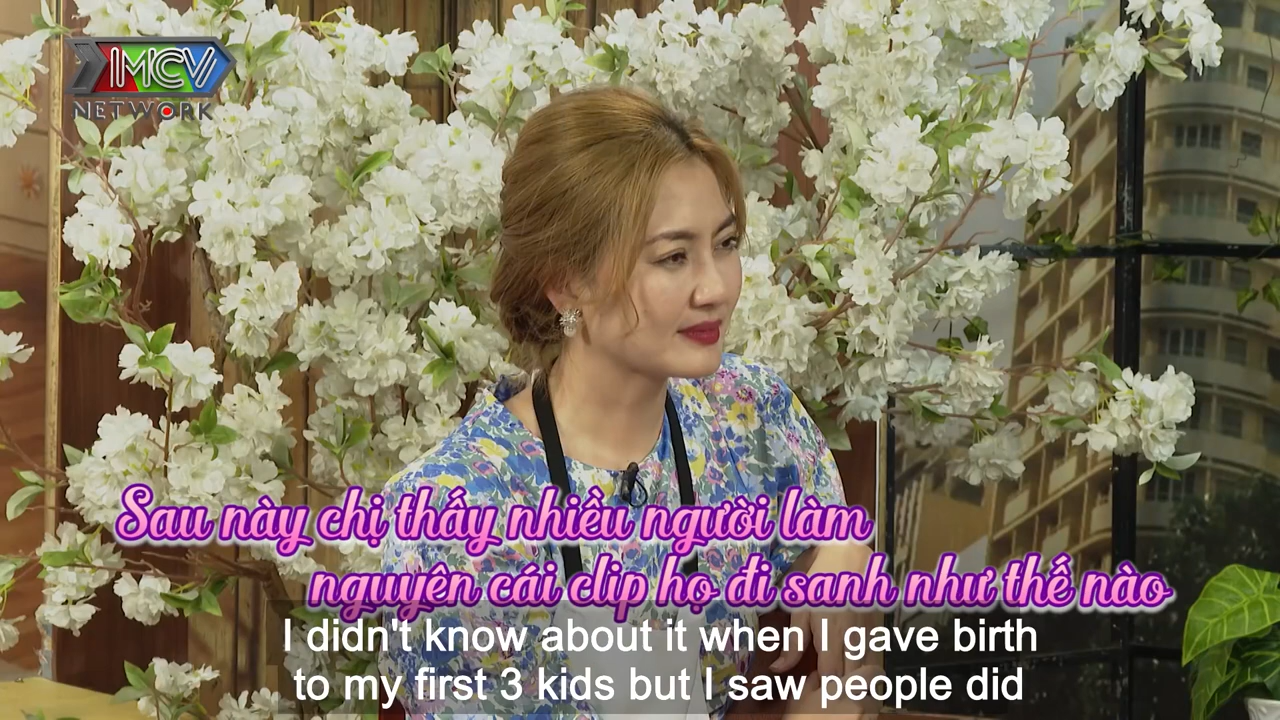 MCV
NETWORK
Sau này chị thấy nhiều người làm
nguyên cái clip họ đi sanh như thế nào
I didn't know about it when I gave birth
to my first 3 kids but I saw people did